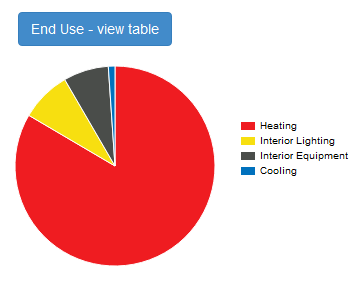 End Use - view table
Heating
Interior Lighting
Interior Equipment
Cooling